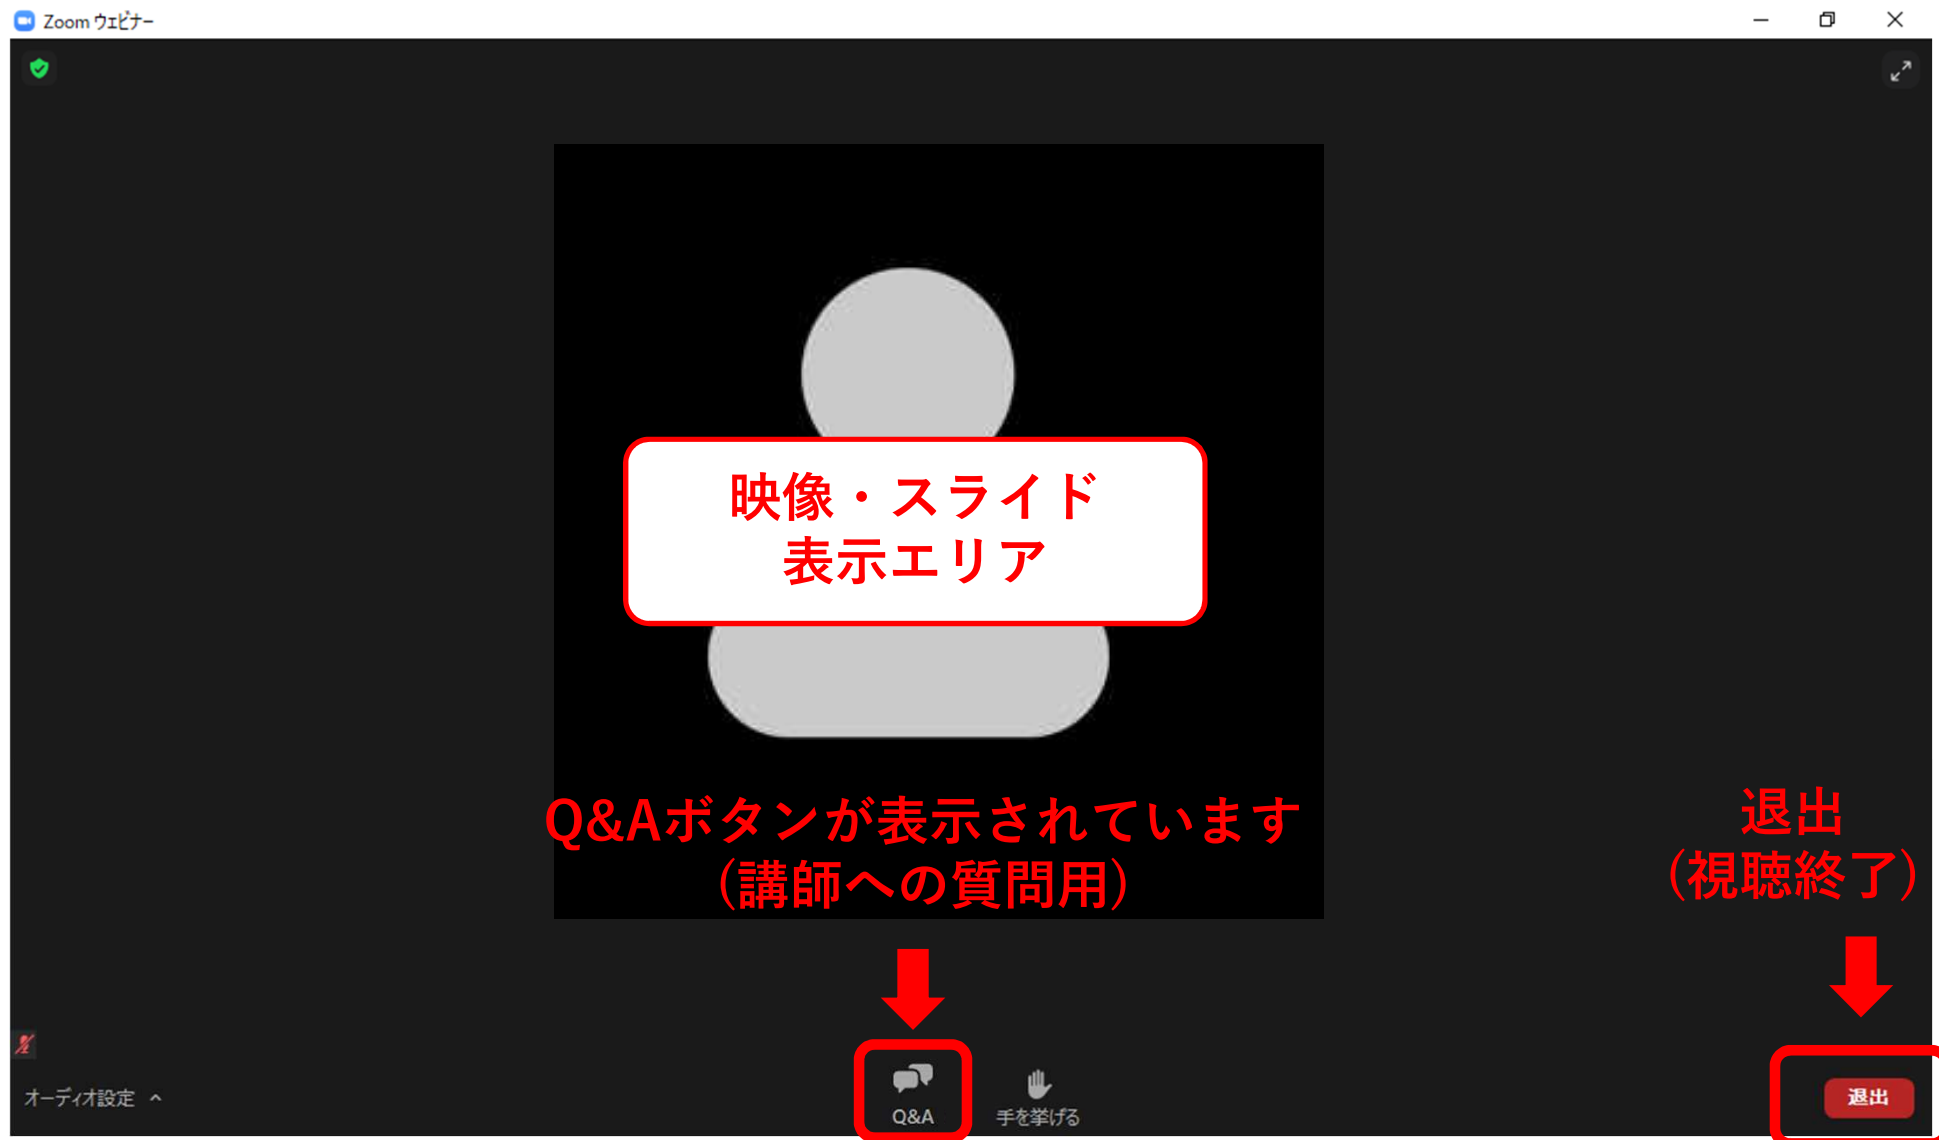 Zoom ウェビナー
映像・スライド
表示エリア
Q&Aボタンが表示されています
(講師への質問用)
退出
(視聴終了)
オーディオ設定
Q&A
手を挙げる
退出